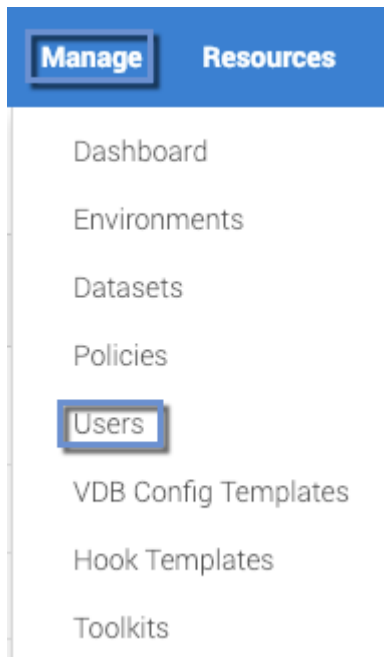 Manage Resources
Dashboard
Environments
Datasets
Policies
Users
VDB Config Templates
Hook Templates
Toolkits